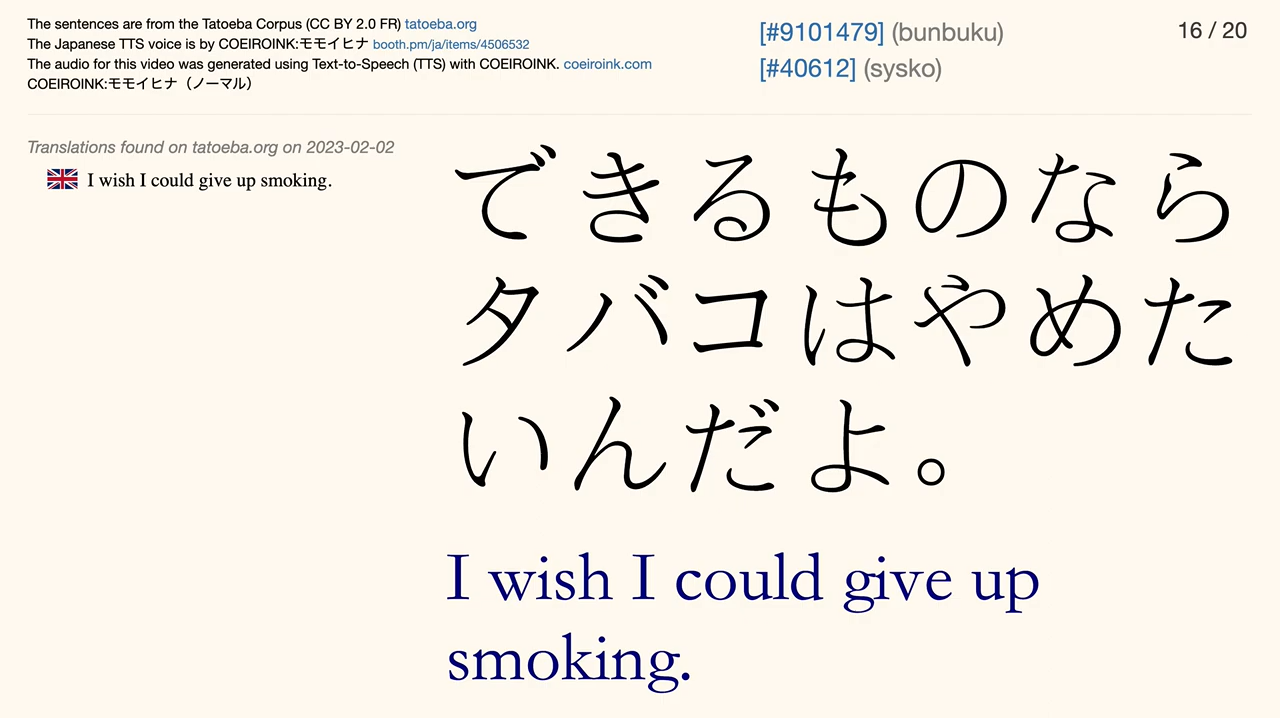 The sentences are from the Tatoeba Corpus (CC BY 2.0 FR) tatoeba.org
The Japanese TTS voice is by COEIROINK:モモイヒナ booth.pm/ja/items/4506532
The audio for this video was generated using Text-to-Speech (TTS) with COEIROINK. coeiroink.com
COEIROINK:モモイヒナ（ノーマル）
[#9101479] (bunbuku)
[#40612] (sysko)
16 / 20
Translations found on tatoeba.org on 2023-02-02
I wish I could give up smoking.
できるものなら
タバコはやめた
いんだよ。
I wish I could give up
smoking.